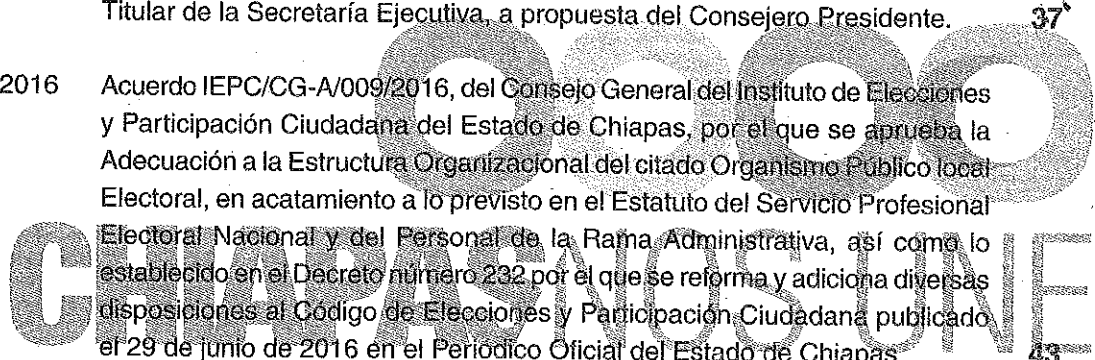 Titular de la Secretaría Ejecutiva, a propuesta del Consejero Presidente. 37
2016 Acuerdo IEPC/CG-A/009/2016, del Consejo General del Instituto de Elecciones
y Participación Ciudadana del Estado de Chiapas, por el que se aprueba la
Adecuación a la Estructura Organizacional del citado Organismo Público local
Electoral, en acatamiento a lo previsto en el Estatuto del Servicio Profesional
Electoral Nacional y del Personal de la Rama Administrativa, así como lo
establecido en el Decreto número 232 por el que se reforma y adiciona diversas
disposiciones al Código de Elecciones y Participación Ciudadana publicado
el 29 de junio de 2016 en el Periódico Oficial del Estado de Chiapas 43
CHIAPAS NOS UNE